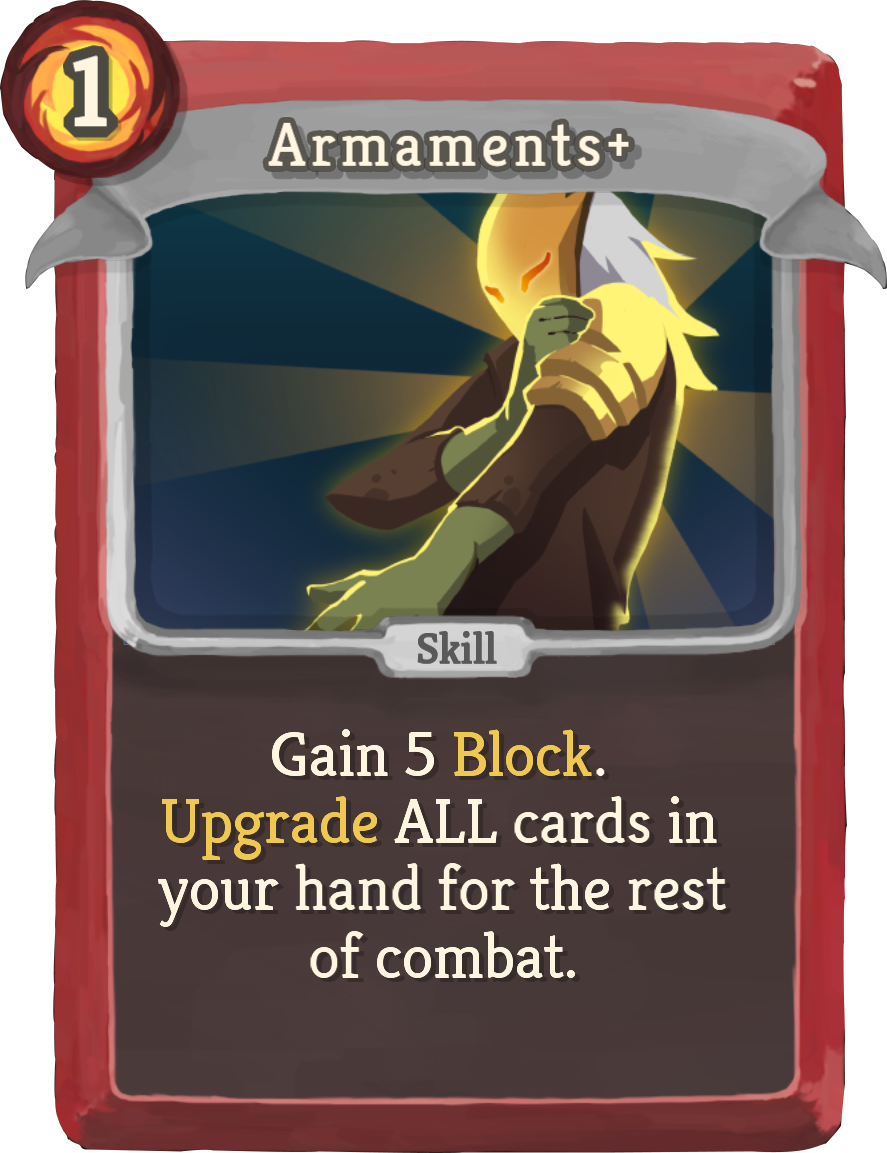 1
Armaments+
Skill
Gain 5 Block.
Upgrade ALL cards in
your hand for the rest
of combat.